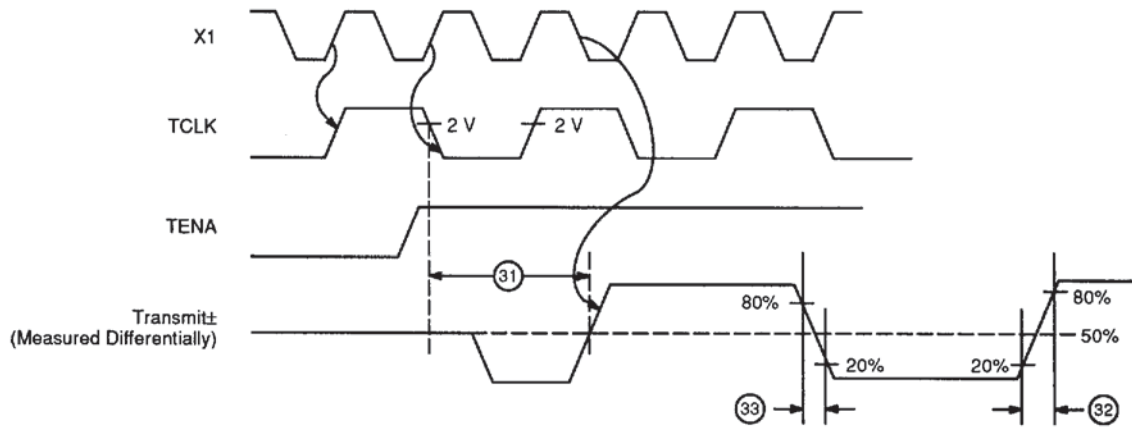 X1
TCLK
2 V
2 V
TENA
31
Transmit±
(Measured Differentially)
80%
20%
20%
80%
50%
33
32